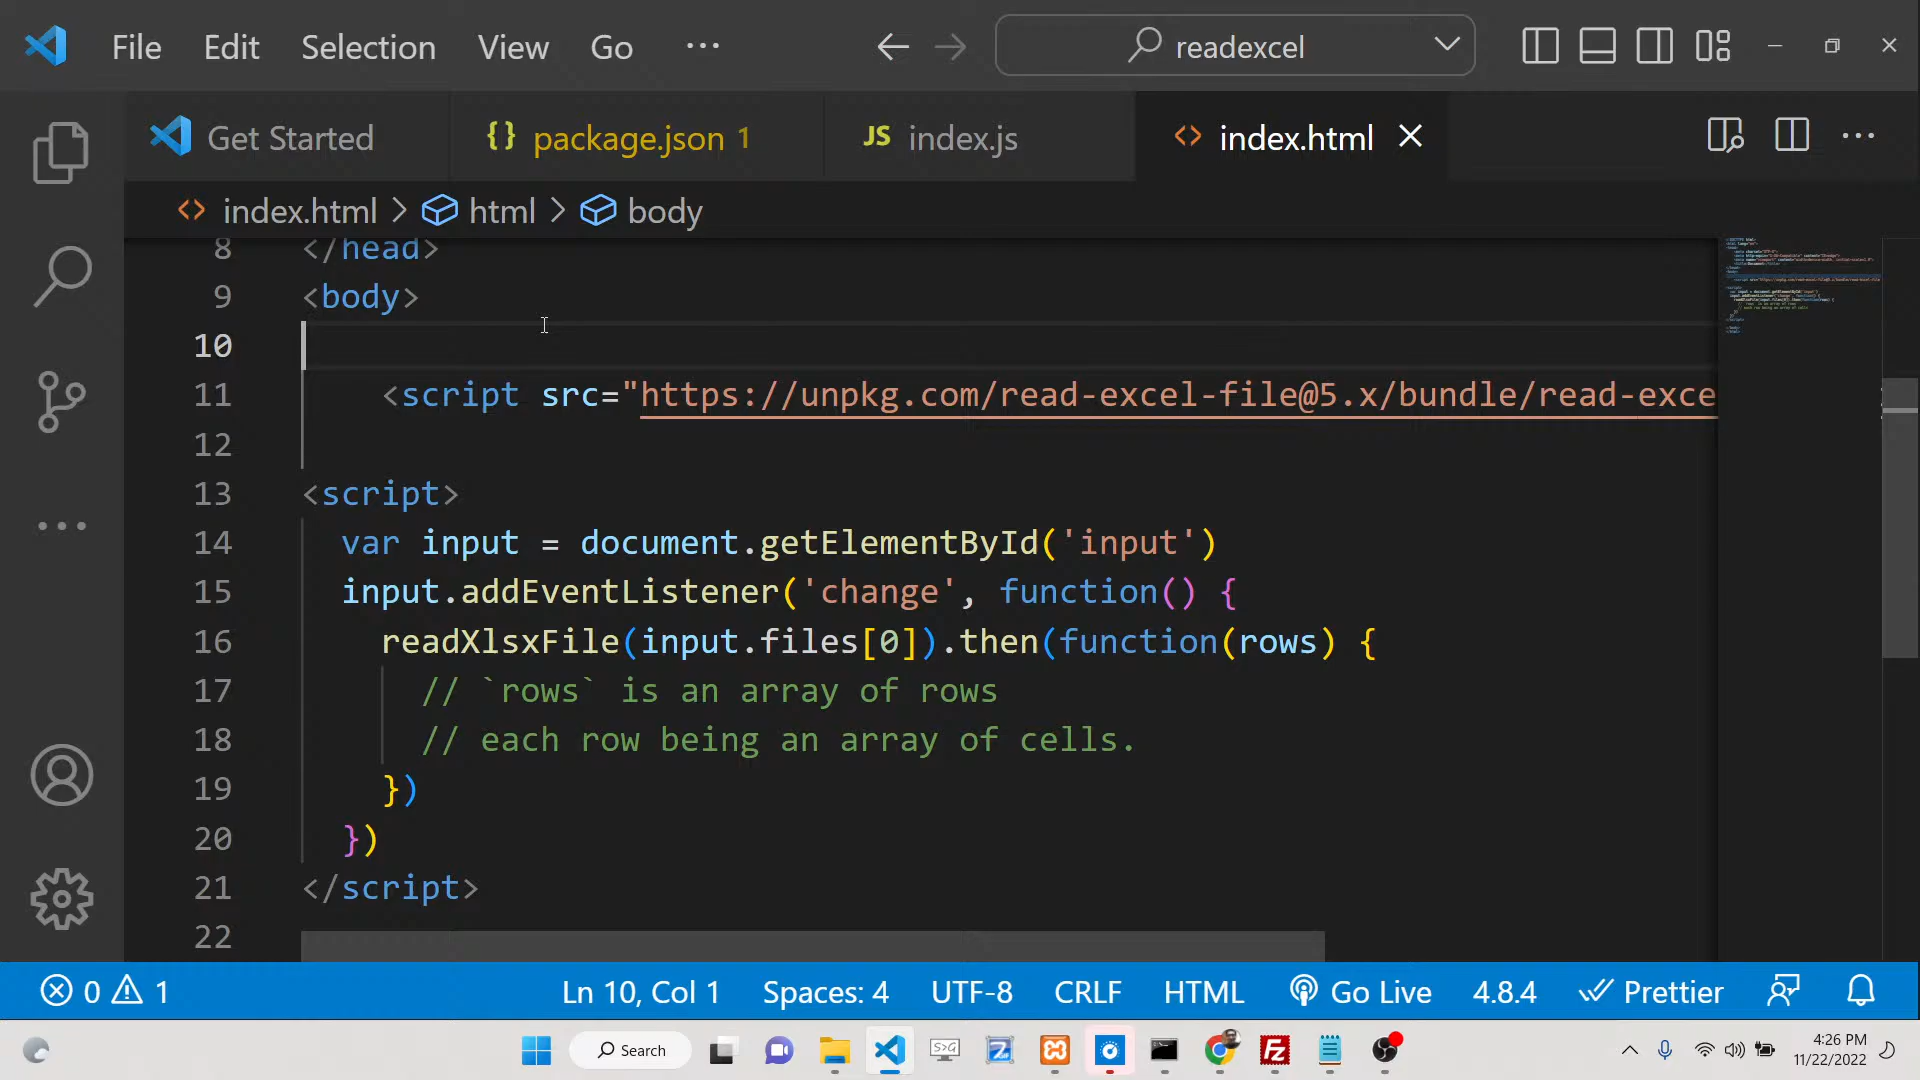 File Edit Selection View Go ··· readexcel
Get Started {} package.json 1 JS index.js <> index.html
<> index.html > html > body
8 </head>
9 <body>
10
11 <script src="https://unpkg.com/read-excel-file@5.x/bundle/read-exce
12
13 <script>
14 var input = document.getElementById('input')
15 input.addEventListener('change', function() {
16 readXlsxFile(input.files[0]).then(function(rows) {
17 // `rows` is an array of rows
18 // each row being an array of cells.
19 })
20 })
21 </script>
22
0 1 Ln 10, Col 1 Spaces: 4 UTF-8 CRLF HTML Go Live 4.8.4 Prettier
Search
4:26 PM
11/22/2022